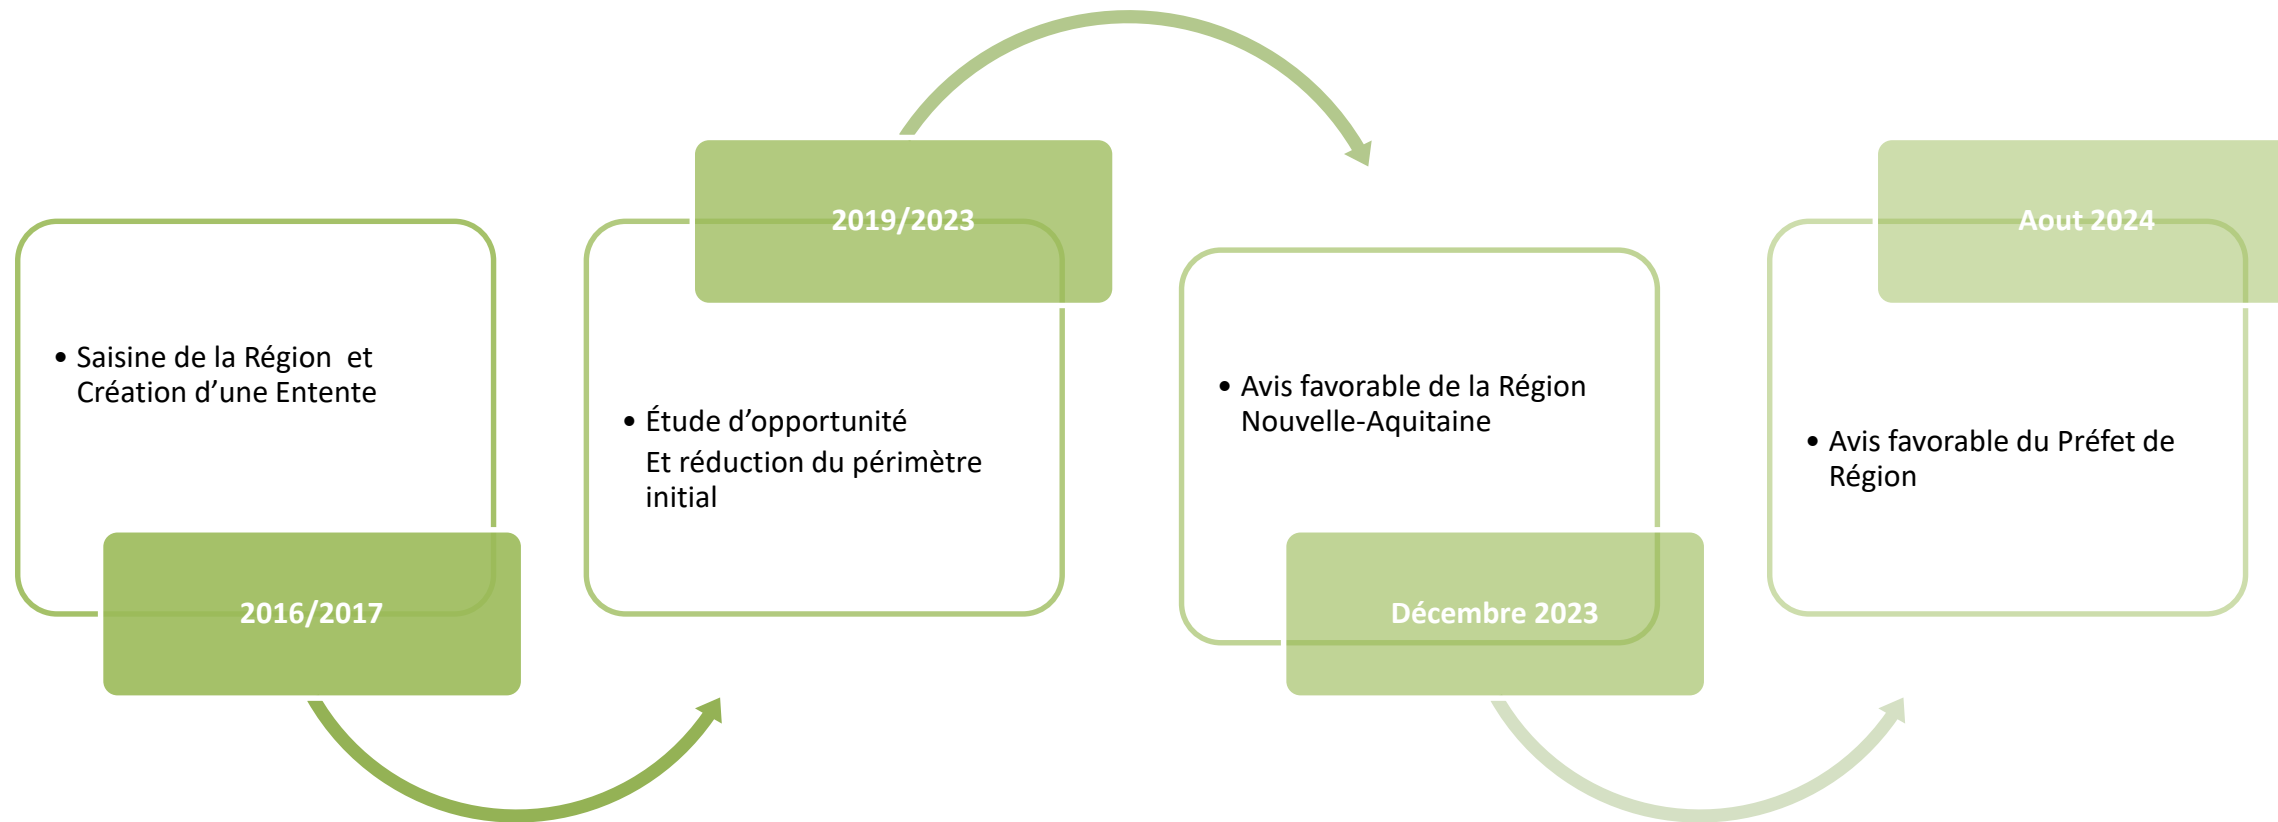 • Saisine de la Région  et
Création d’une Entente
2016/2017
2019/2023
• Étude d’opportunité
Et réduction du périmètre
initial
• Avis favorable de la Région
Nouvelle-Aquitaine
Décembre 2023
Aout 2024
• Avis favorable du Préfet de
Région